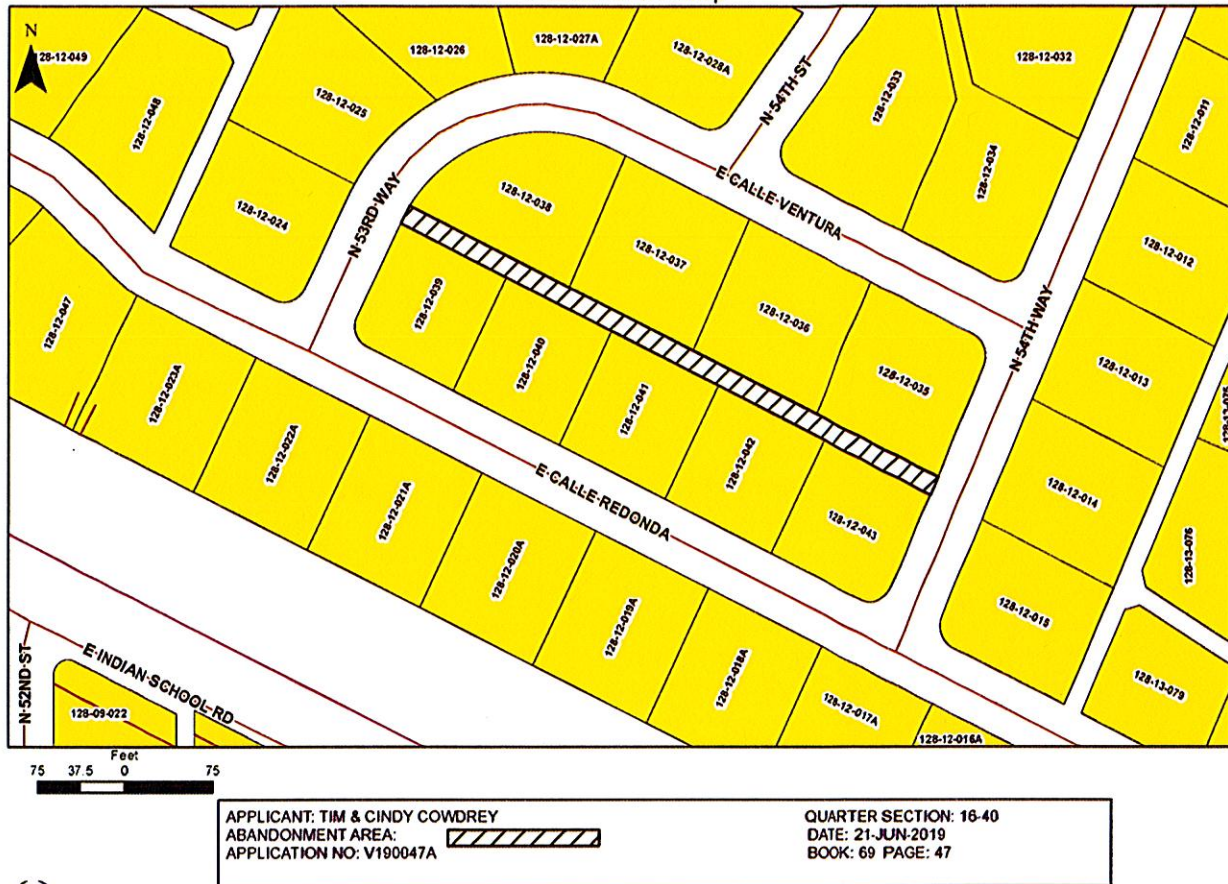 N
128-12-049
128-12-048
128-12-026
128-12-027A
128-12-028A
128-12-025
128-12-024
N 54TH ST
128-12-033
128-12-032
128-12-034
128-12-011
N 53RD WAY
128-12-038
E CALLE VENTURA
128-12-037
128-12-036
128-12-035
128-12-012
128-12-047
128-12-039
128-12-040
128-12-041
128-12-042
128-12-043
N 54TH WAY
128-12-013
128-12-014
128-12-015
128-13-075
128-13-076
128-13-079
128-12-023A
128-12-022A
128-12-021A
E CALLE REDONDA
128-12-020A
128-12-019A
128-12-018A
128-12-017A
128-12-016A
N 52ND ST
E INDIAN SCHOOL RD
128-09-022
Feet
75 37.5 0 75
APPLICANT: TIM & CINDY COWDREY
ABANDONMENT AREA:
APPLICATION NO: V190047A
QUARTER SECTION: 16-40
DATE: 21-JUN-2019
BOOK: 69 PAGE: 47